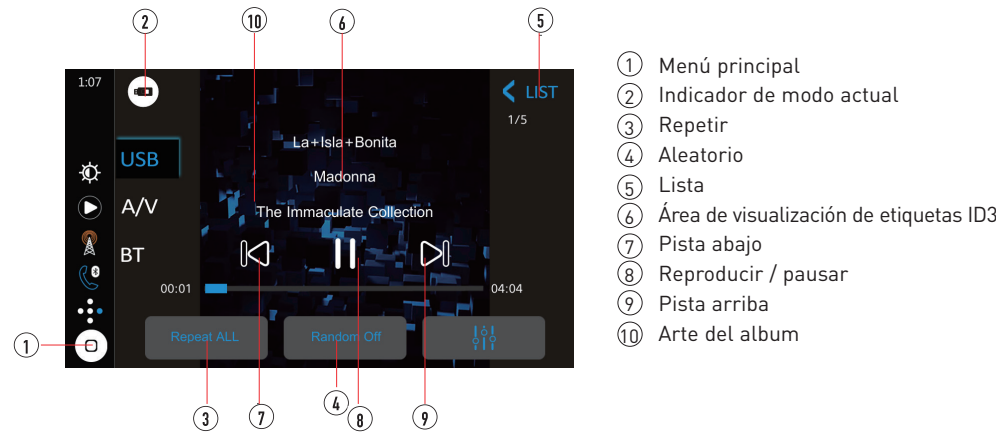 2
10
6
5
1:07
LIST
1/5
La+Isla+Bonita
USB
Madonna
A/V
The Immaculate Collection
BT
00:01
04:04
Repeat ALL
Random Off
1
3
7
4
8
9
1 Menú principal
2 Indicador de modo actual
3 Repetir
4 Aleatorio
5 Lista
6 Área de visualización de etiquetas ID3
7 Pista abajo
8 Reproducir / pausar
9 Pista arriba
10 Arte del album